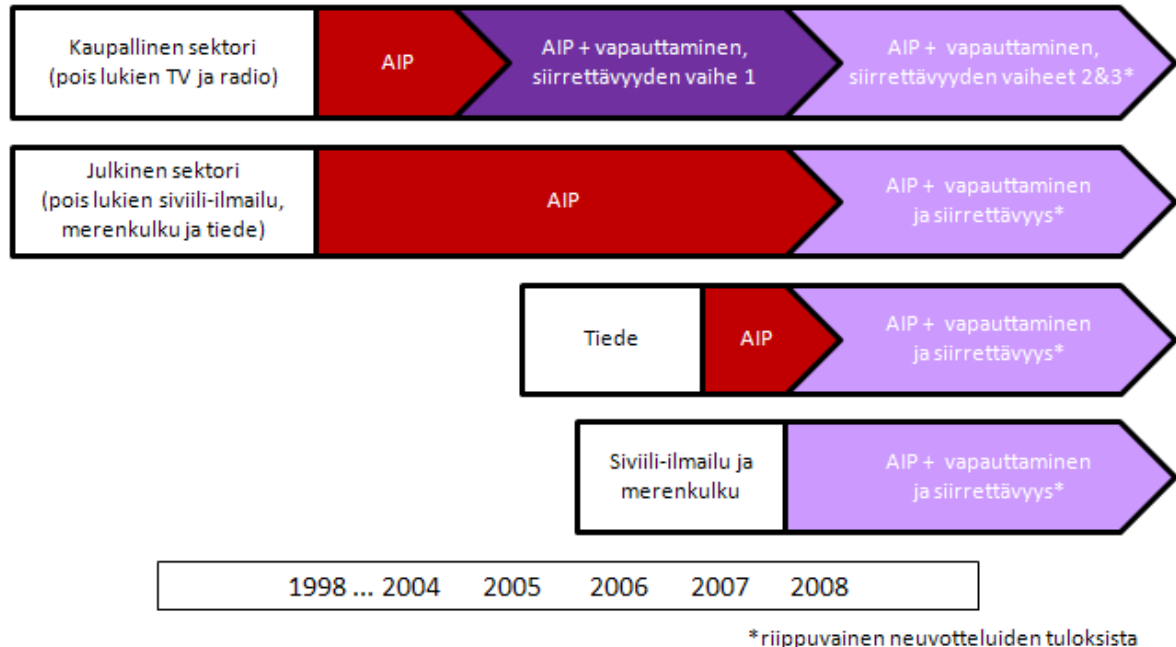 Kaupallinen sektori
(pois lukien TV ja radio)
AIP
AIP + vapauttaminen,
siirrettävyyden vaihe 1
AIP + vapauttaminen,
siirrettävyyden vaiheet 2&3*
Julkinen sektori
(pois lukien siviili-ilmailu,
merenkulku ja tiede)
AIP
AIP + vapauttaminen
ja siirrettävyys*
Tiede
AIP
AIP + vapauttaminen
ja siirrettävyys*
Siviili-ilmailu ja
merenkulku
AIP + vapauttaminen
ja siirrettävyys*
1998 ... 2004 2005 2006 2007 2008
*riippuvainen neuvotteluiden tuloksista